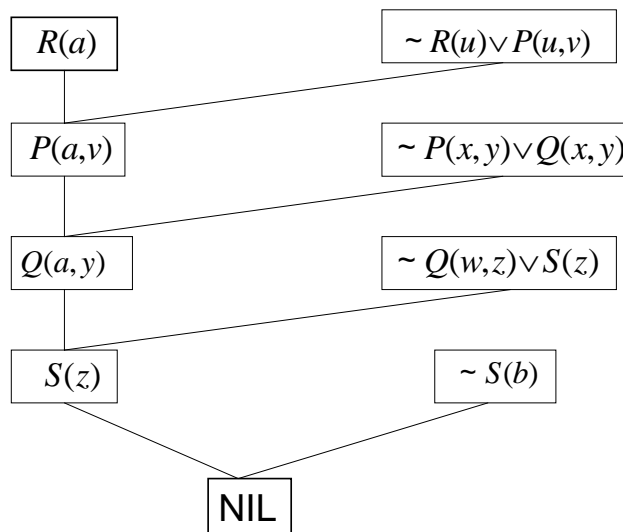 R(a) ~ R(u)∨P(u,v)
P(a,v) ~ P(x,y)∨Q(x,y)
Q(a,y) ~ Q(w,z)∨S(z)
S(z) ~ S(b)
NIL